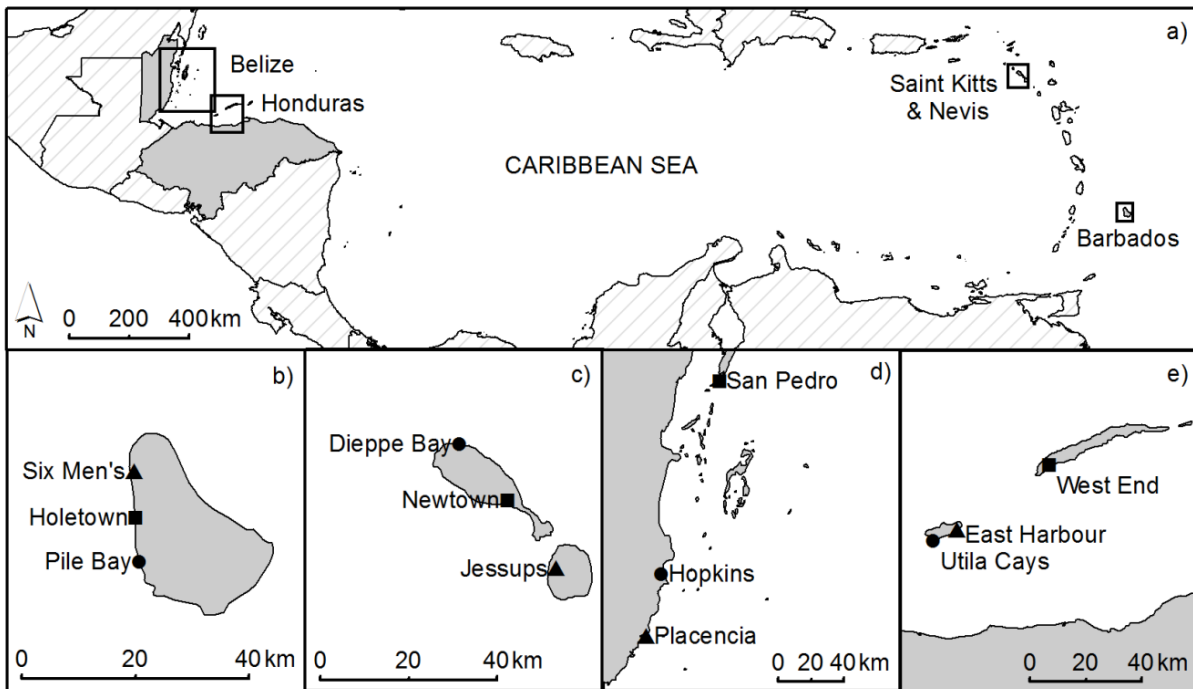 a)
Belize
Honduras
Saint Kitts
& Nevis
CARIBBEAN SEA
Barbados
N
0 200 400 km
b)
Six Men's
Holetown
Pile Bay
0 20 40 km
c)
Dieppe Bay
Newtown
Jessups
0 20 40 km
d)
San Pedro
Hopkins
Placencia
0 20 40 km
e)
West End
East Harbour
Utila Cays
0 20 40 km